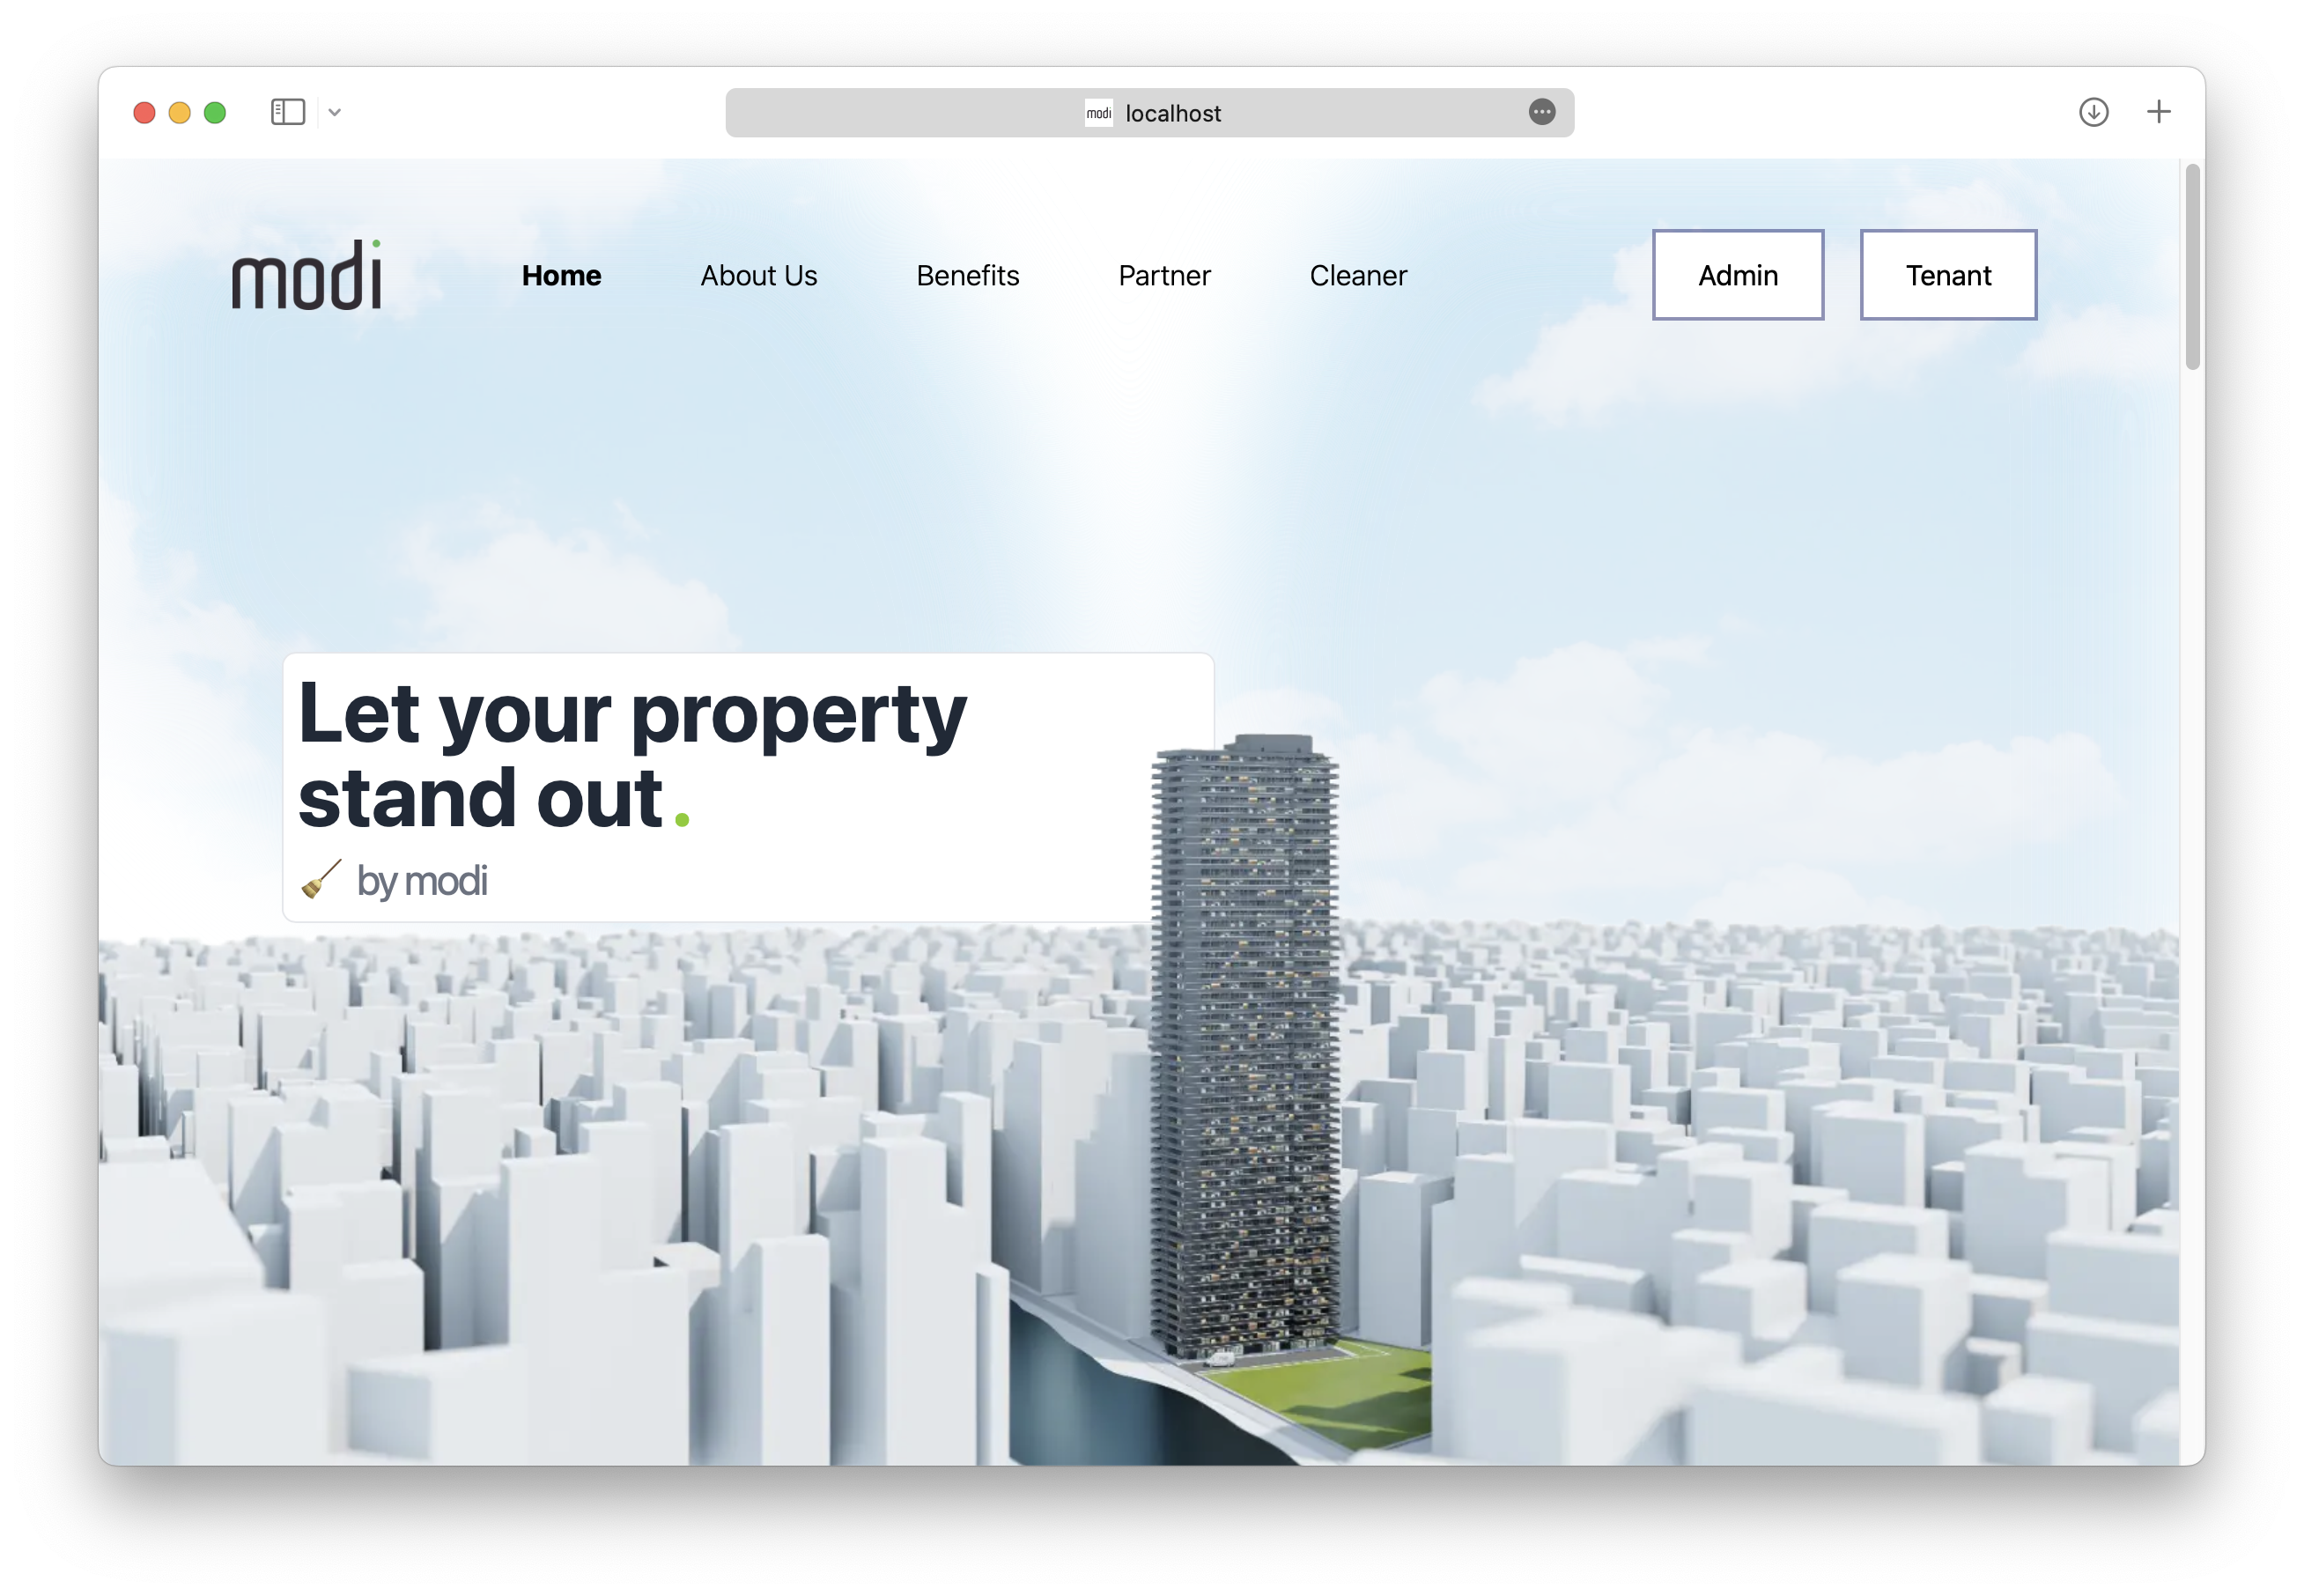 modi localhost
modi
Home About Us Benefits Partner Cleaner Admin Tenant
Let your property
stand out.
🧹 by modi